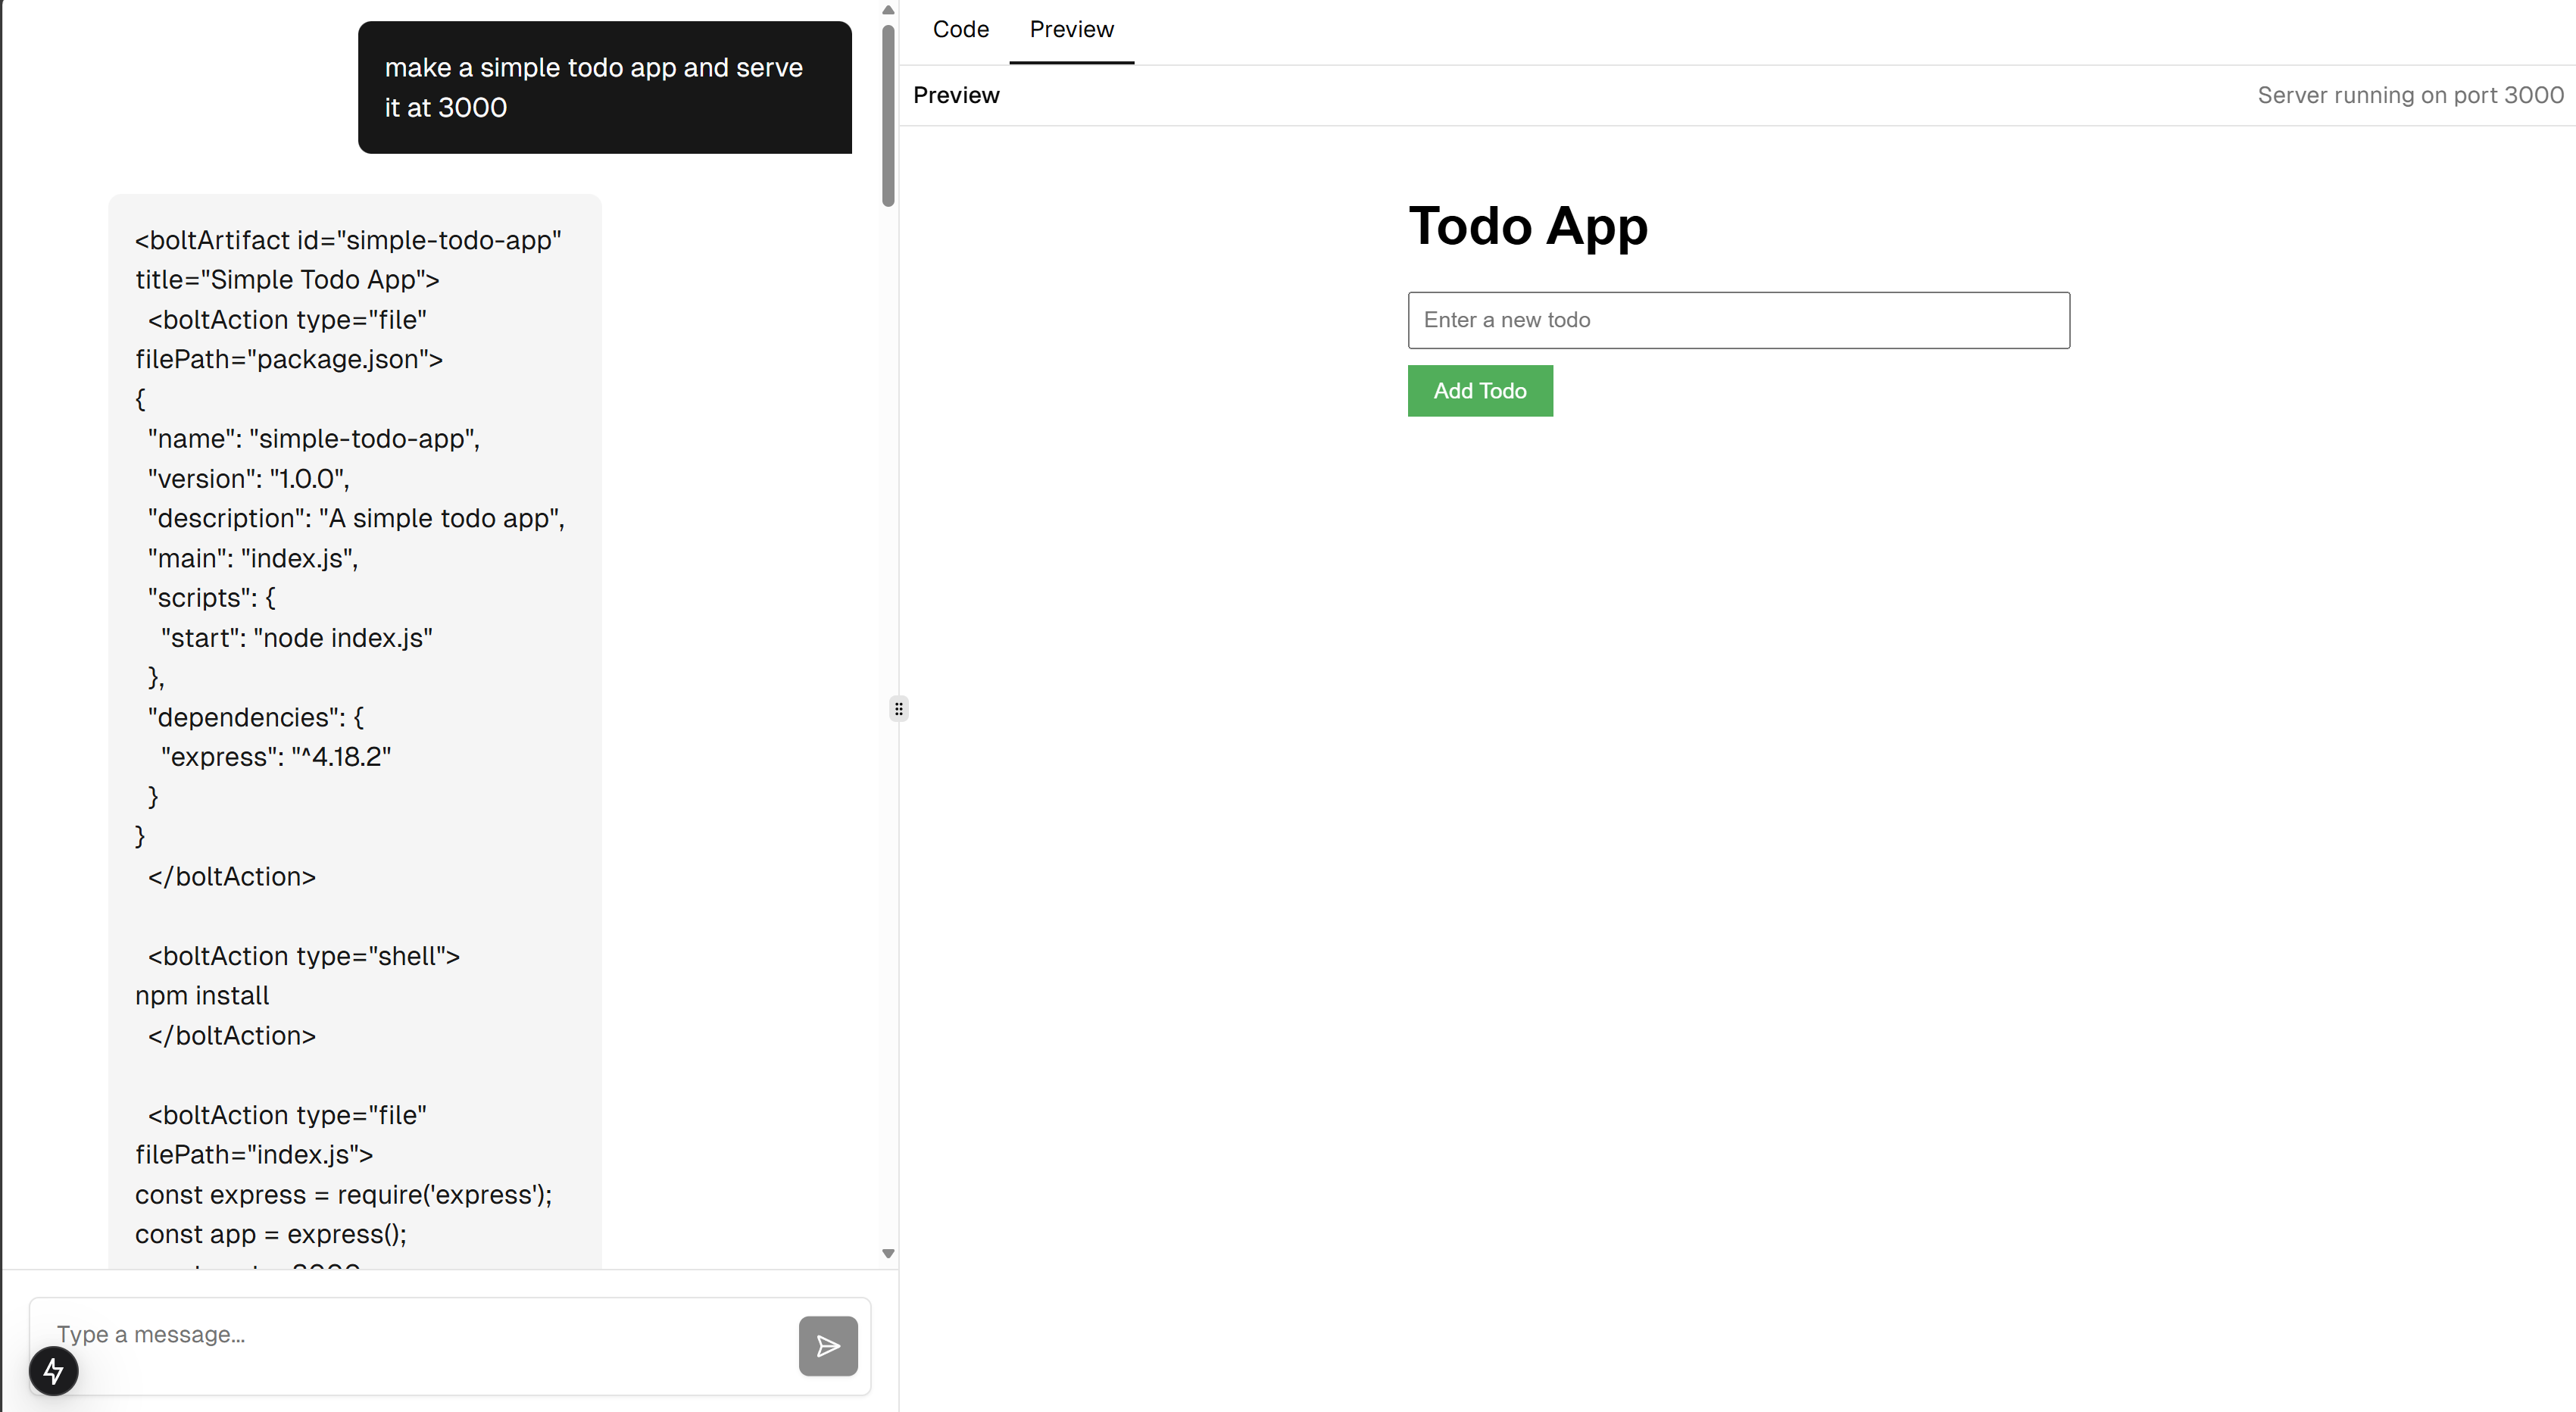 make a simple todo app and serve
it at 3000
<boltArtifact id="simple-todo-app"
title="Simple Todo App">
  <boltAction type="file"
filePath="package.json">
{
  "name": "simple-todo-app",
  "version": "1.0.0",
  "description": "A simple todo app",
  "main": "index.js",
  "scripts": {
    "start": "node index.js"
  },
  "dependencies": {
    "express": "^4.18.2"
  }
}
  </boltAction>
  <boltAction type="shell">
npm install
  </boltAction>
  <boltAction type="file"
filePath="index.js">
const express = require('express');
const app = express();
Type a message...
Code
Preview
Preview
Server running on port 3000
Todo App
Enter a new todo
Add Todo